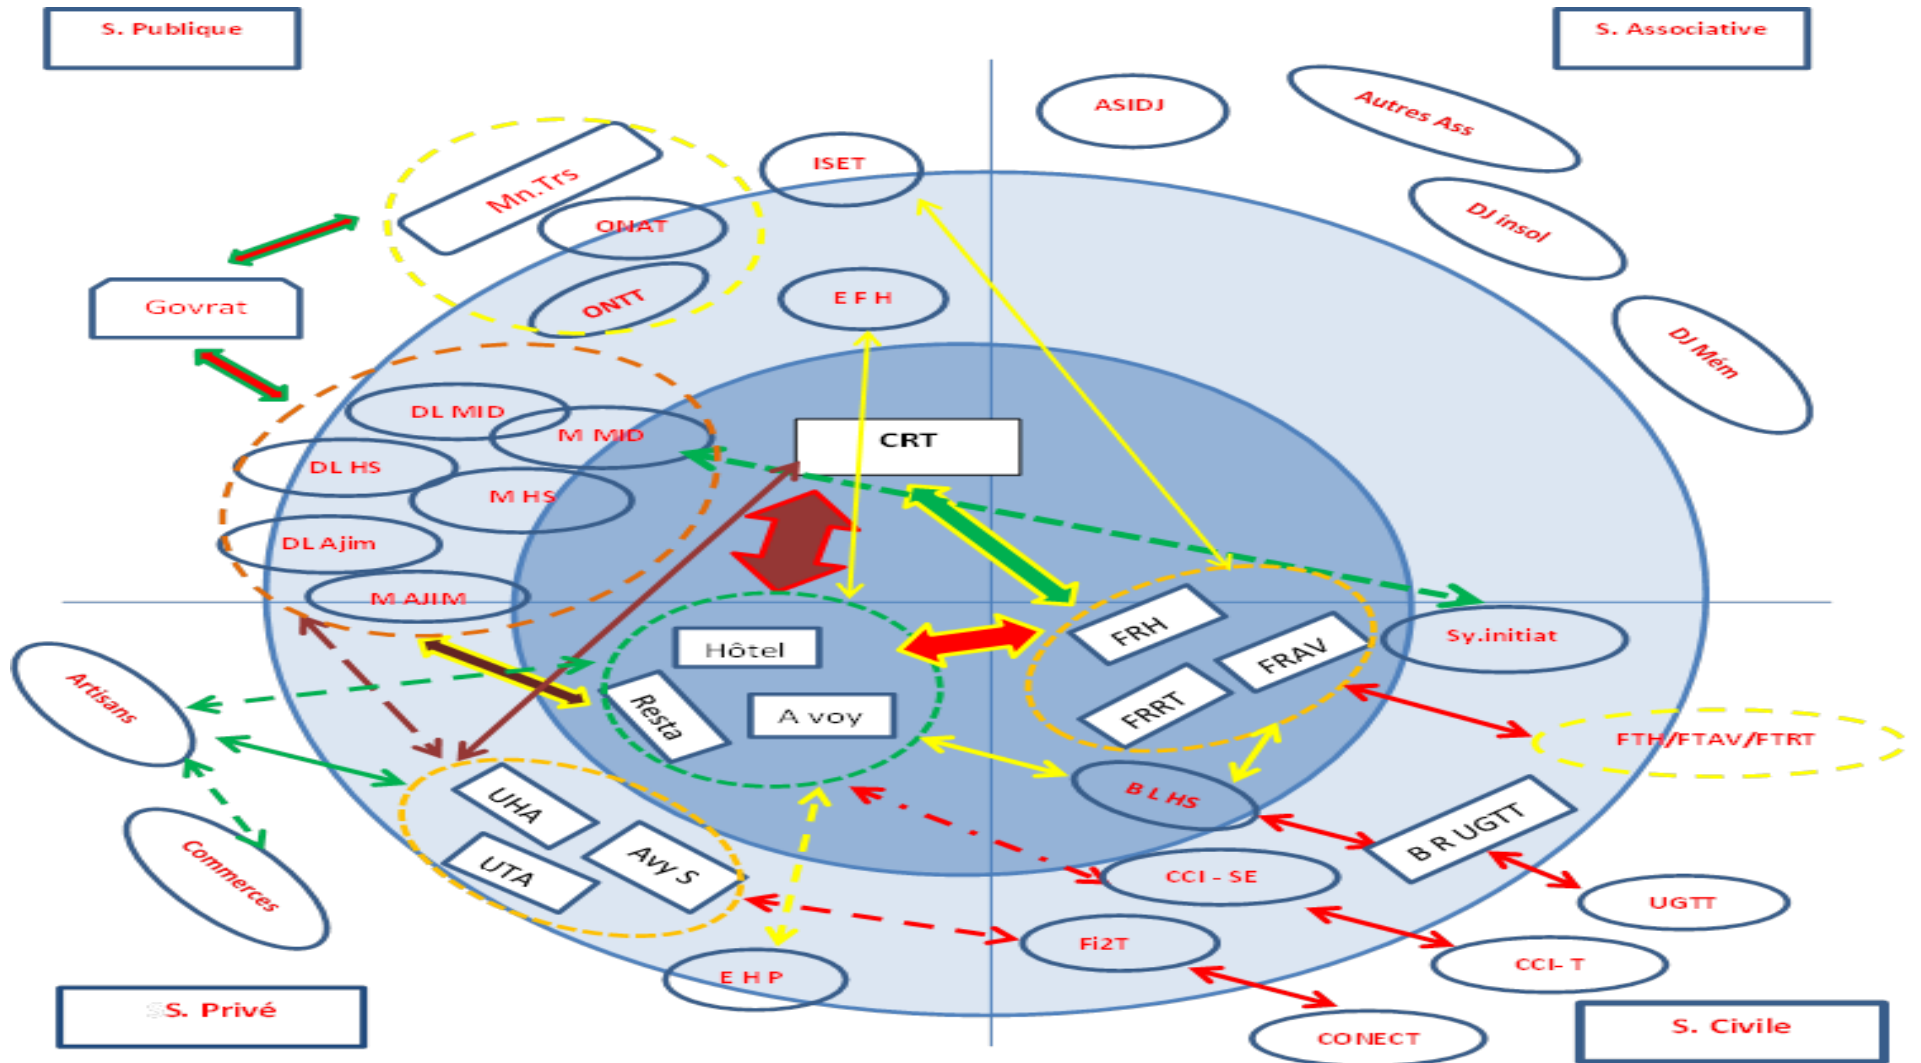 S. Publique
S. Associative
ASIDJ
Autres Ass
ISET
Mn.Trs
ONAT
DJ insol
ONTT
E F H
Govrat
DJ Mém
DL MID
M MID
CRT
DL HS
M HS
DL Ajim
M AJIM
Hôtel
FRH
FRAV
Sy.initiat
Artisans
Resta
A voy
FRRT
FTH/FTAV/FTRT
B L HS
UHA
Avy S
UTA
B R UGTT
Commerces
CCI - SE
UGTT
Fi2T
CCI- T
E H P
SS. Privé
S. Civile
CONECT